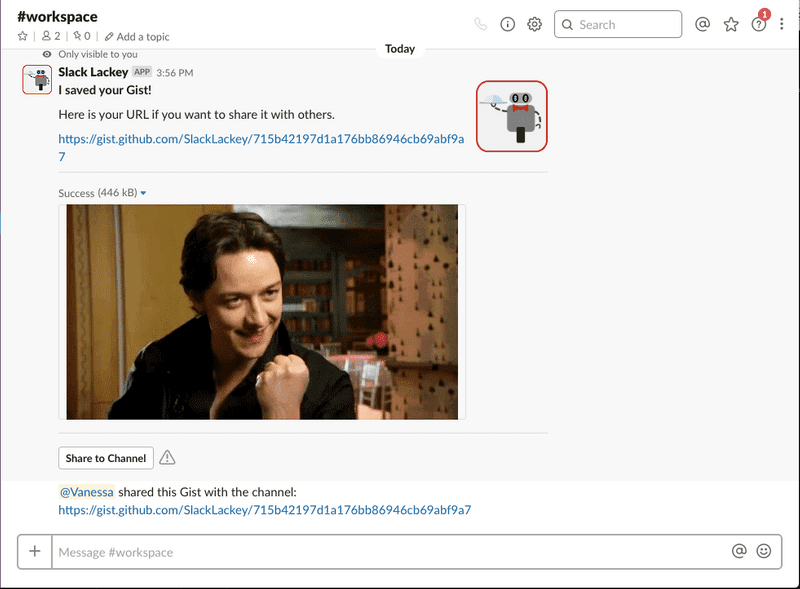 #workspace
2 | 0 | Add a topic
Search
1
Today
Only visible to you
Slack Lackey APP 3:56 PM
I saved your Gist!
Here is your URL if you want to share it with others.
https://gist.github.com/SlackLackey/715b42197d1a176bb86946cb69abf9a
7
Success (446 kB)
Share to Channel
@Vanessa shared this Gist with the channel:
https://gist.github.com/SlackLackey/715b42197d1a176bb86946cb69abf9a7
Message #workspace